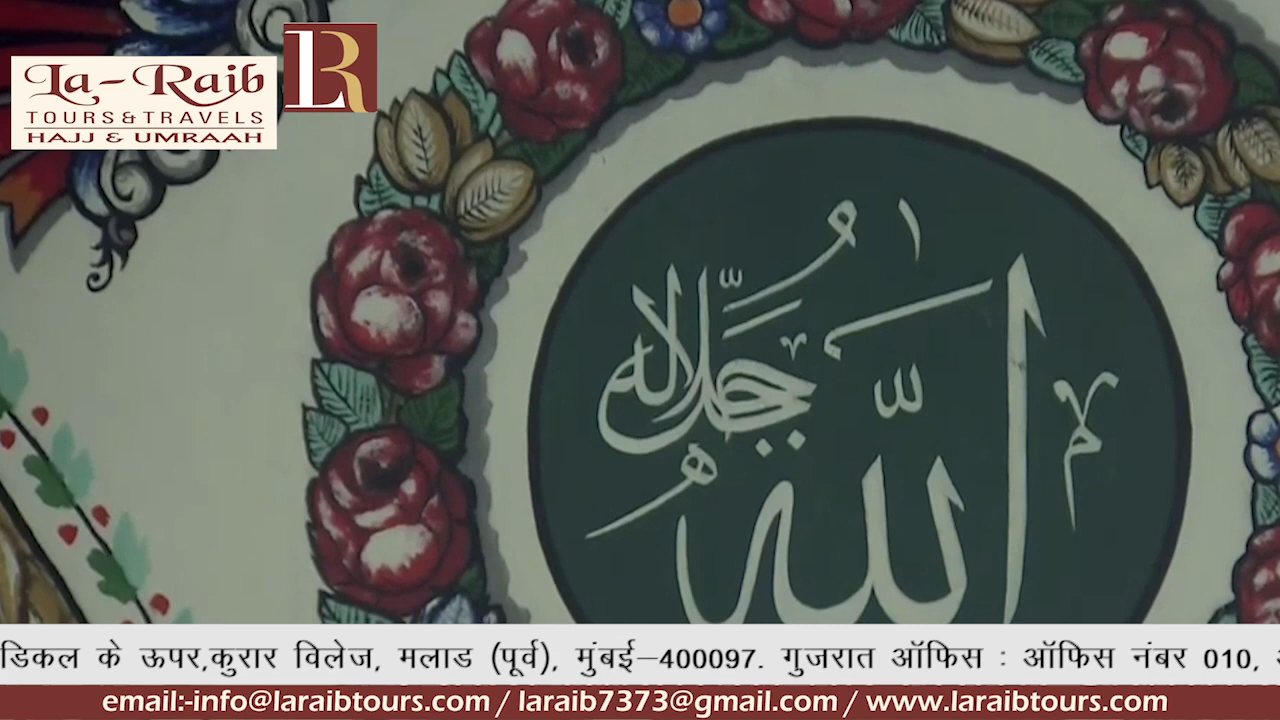 La-Raib
TOURS & TRAVELS
HAJJ & UMRAAH
LR
الله
جل جلاله
डिकल के ऊपर,कुरार विलेज, मलाड (पूर्व), मुंबई–400097. गुजरात ऑफिस : ऑफिस नंबर 010,
email:-info@laraibtours.com / laraib7373@gmail.com / www.laraibtours.com